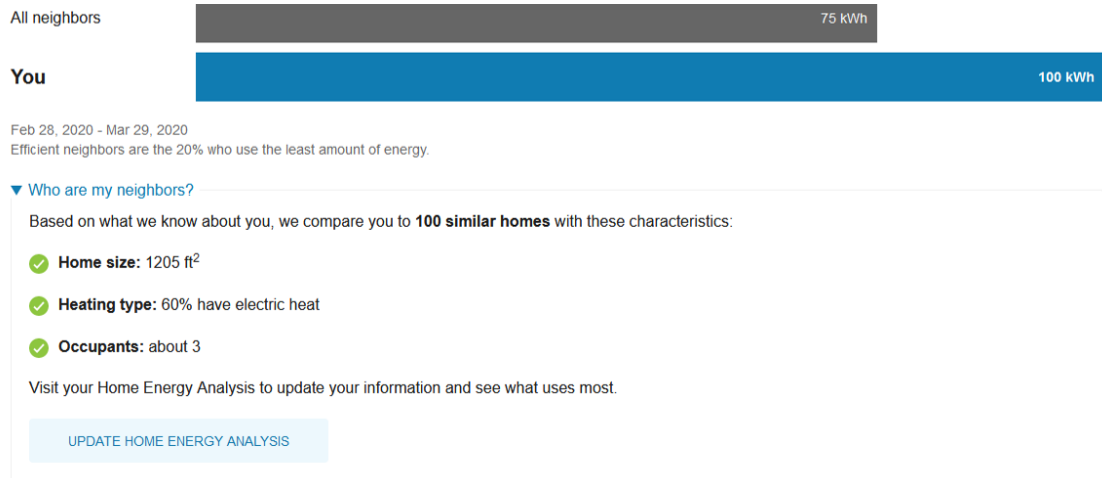 All neighbors 75 kWh
You 100 kWh
Feb 28, 2020 - Mar 29, 2020
Efficient neighbors are the 20% who use the least amount of energy.
▼ Who are my neighbors?
Based on what we know about you, we compare you to 100 similar homes with these characteristics:
Home size: 1205 ft²
Heating type: 60% have electric heat
Occupants: about 3
Visit your Home Energy Analysis to update your information and see what uses most.
UPDATE HOME ENERGY ANALYSIS